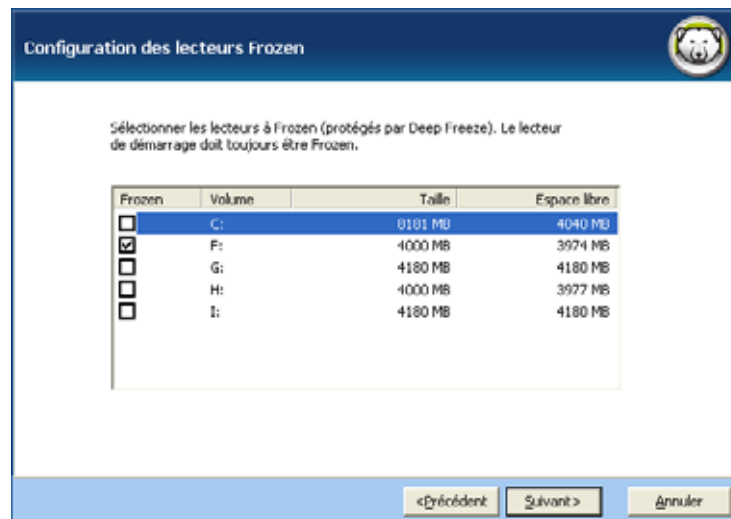 Configuration des lecteurs Frozen
Sélectionner les lecteurs à Frozen (protégés par Deep Freeze). Le lecteur
de démarrage doit toujours être Frozen.
Frozen Volume Taille Espace libre
C: 8181 MB 4040 MB
F: 4000 MB 3974 MB
G: 4180 MB 4180 MB
H: 4000 MB 3977 MB
I: 4180 MB 4180 MB
<Précédent Suivant> Annuler